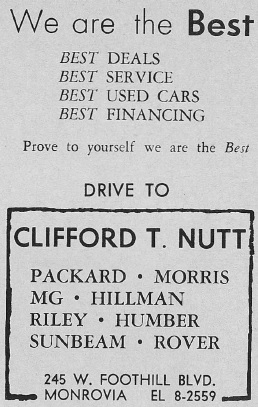 We are the Best
BEST DEALS
BEST SERVICE
BEST USED CARS
BEST FINANCING
Prove to yourself we are the Best
DRIVE TO
CLIFFORD T. NUTT
PACKARD • MORRIS
MG • HILLMAN
RILEY • HUMBER
SUNBEAM • ROVER
245 W. FOOTHILL BLVD.
MONROVIA EL 8-2559